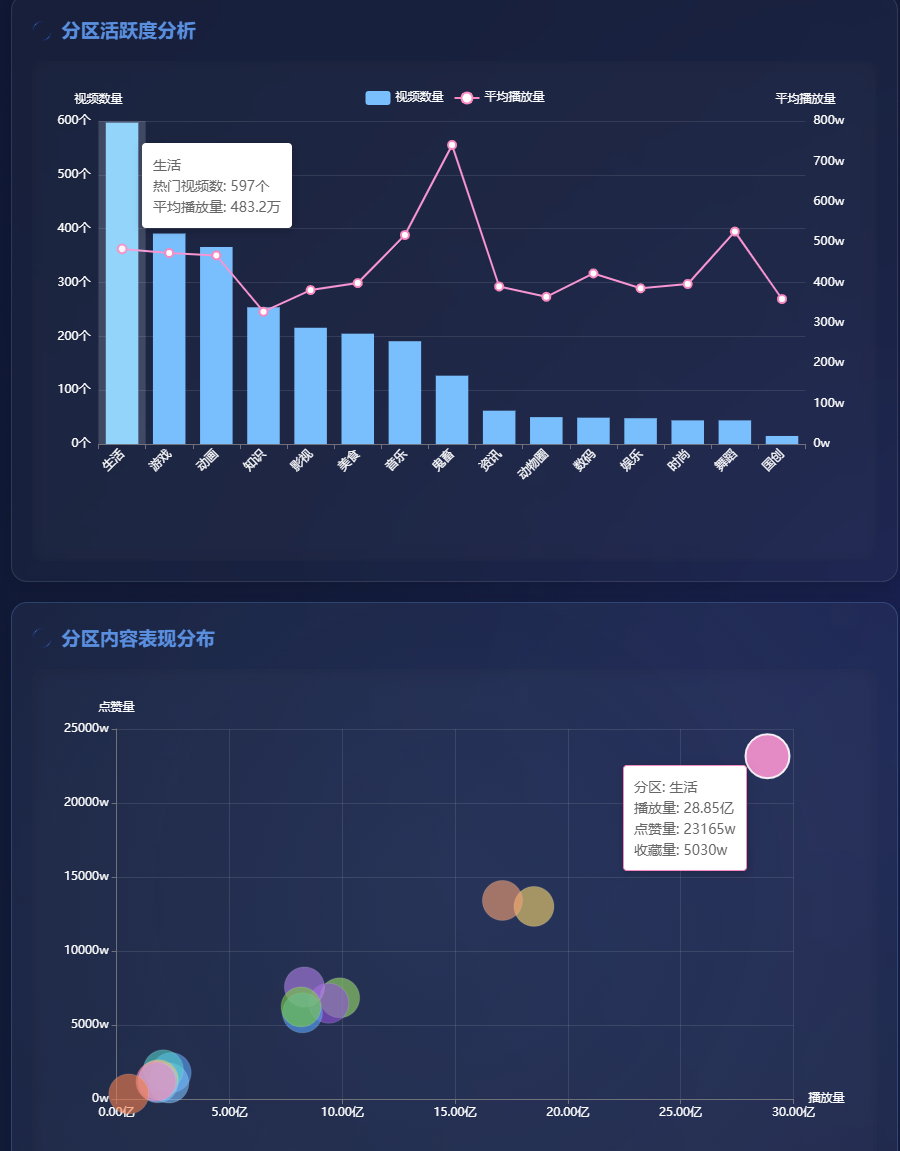 分区活跃度分析
视频数量 平均播放量
视频数量
平均播放量
600个
500个
400个
300个
200个
100个
0个
800w
700w
600w
500w
400w
300w
200w
100w
0w
生活
热门视频数: 597个
平均播放量: 483.2万
生活 游戏 动画 知识 影视 美食 音乐 鬼畜 资讯 动物圈 数码 娱乐 时尚 舞蹈 国创
分区内容表现分布
点赞量
25000w
20000w
15000w
10000w
5000w
0w
分区: 生活
播放量: 28.85亿
点赞量: 23165w
收藏量: 5030w
0.00亿 5.00亿 10.00亿 15.00亿 20.00亿 25.00亿 30.00亿
播放量